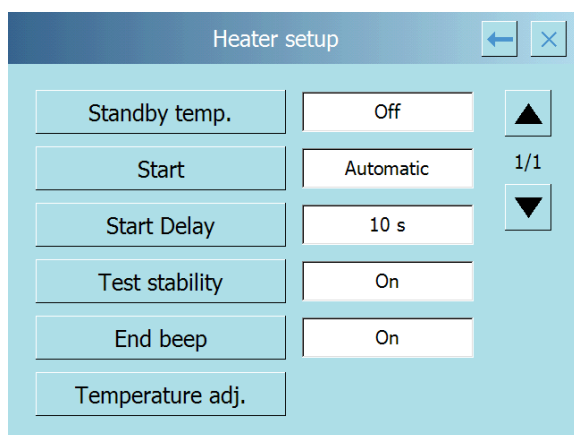 Heater setup
Standby temp. Off
Start Automatic 1/1
Start Delay 10 s
Test stability On
End beep On
Temperature adj.